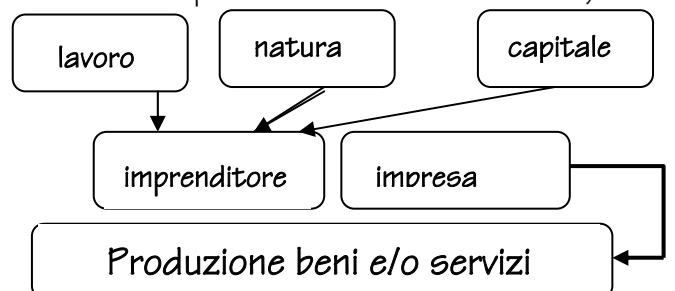 lavoro
natura
capitale
imprenditore
impresa
Produzione beni e/o servizi